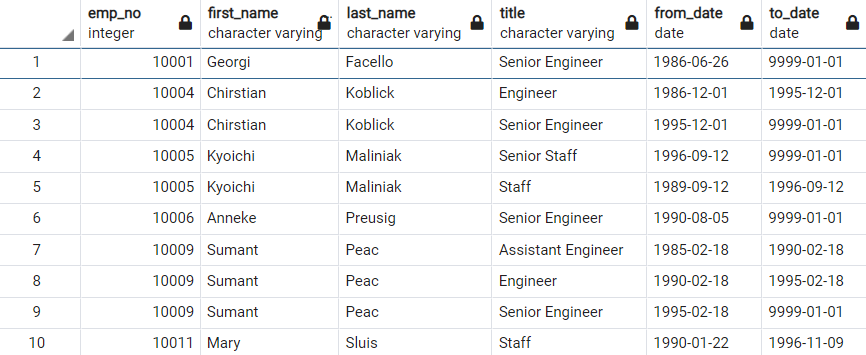 emp_no first_name last_name title from_date to_date
integer character varying character varying character varying date date
1 10001 Georgi Facello Senior Engineer 1986-06-26 9999-01-01
2 10004 Chirstian Koblick Engineer 1986-12-01 1995-12-01
3 10004 Chirstian Koblick Senior Engineer 1995-12-01 9999-01-01
4 10005 Kyoichi Maliniak Senior Staff 1996-09-12 9999-01-01
5 10005 Kyoichi Maliniak Staff 1989-09-12 1996-09-12
6 10006 Anneke Preusig Senior Engineer 1990-08-05 9999-01-01
7 10009 Sumant Peac Assistant Engineer 1985-02-18 1990-02-18
8 10009 Sumant Peac Engineer 1990-02-18 1995-02-18
9 10009 Sumant Peac Senior Engineer 1995-02-18 9999-01-01
10 10011 Mary Sluis Staff 1990-01-22 1996-11-09